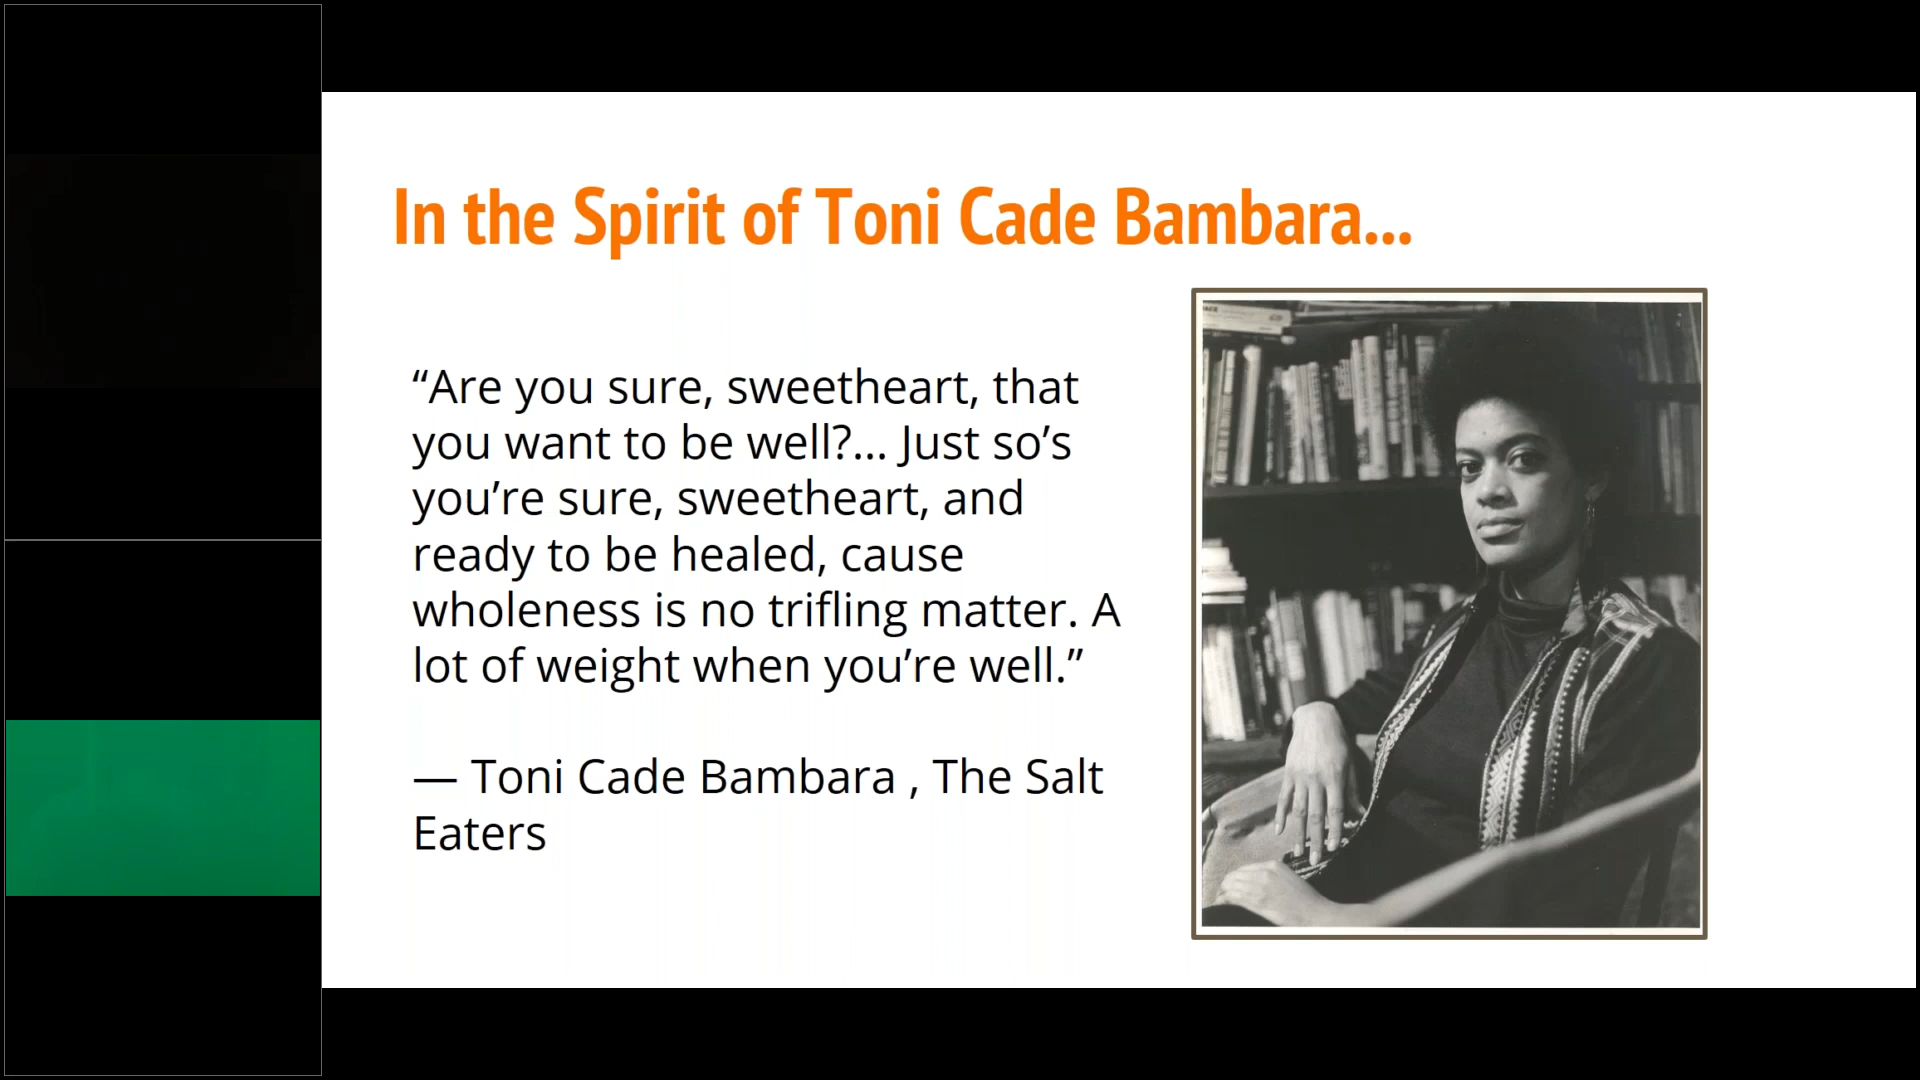 In the Spirit of Toni Cade Bambara...
“Are you sure, sweetheart, that
you want to be well?... Just so’s
you’re sure, sweetheart, and
ready to be healed, cause
wholeness is no trifling matter. A
lot of weight when you’re well.”
— Toni Cade Bambara , The Salt
Eaters